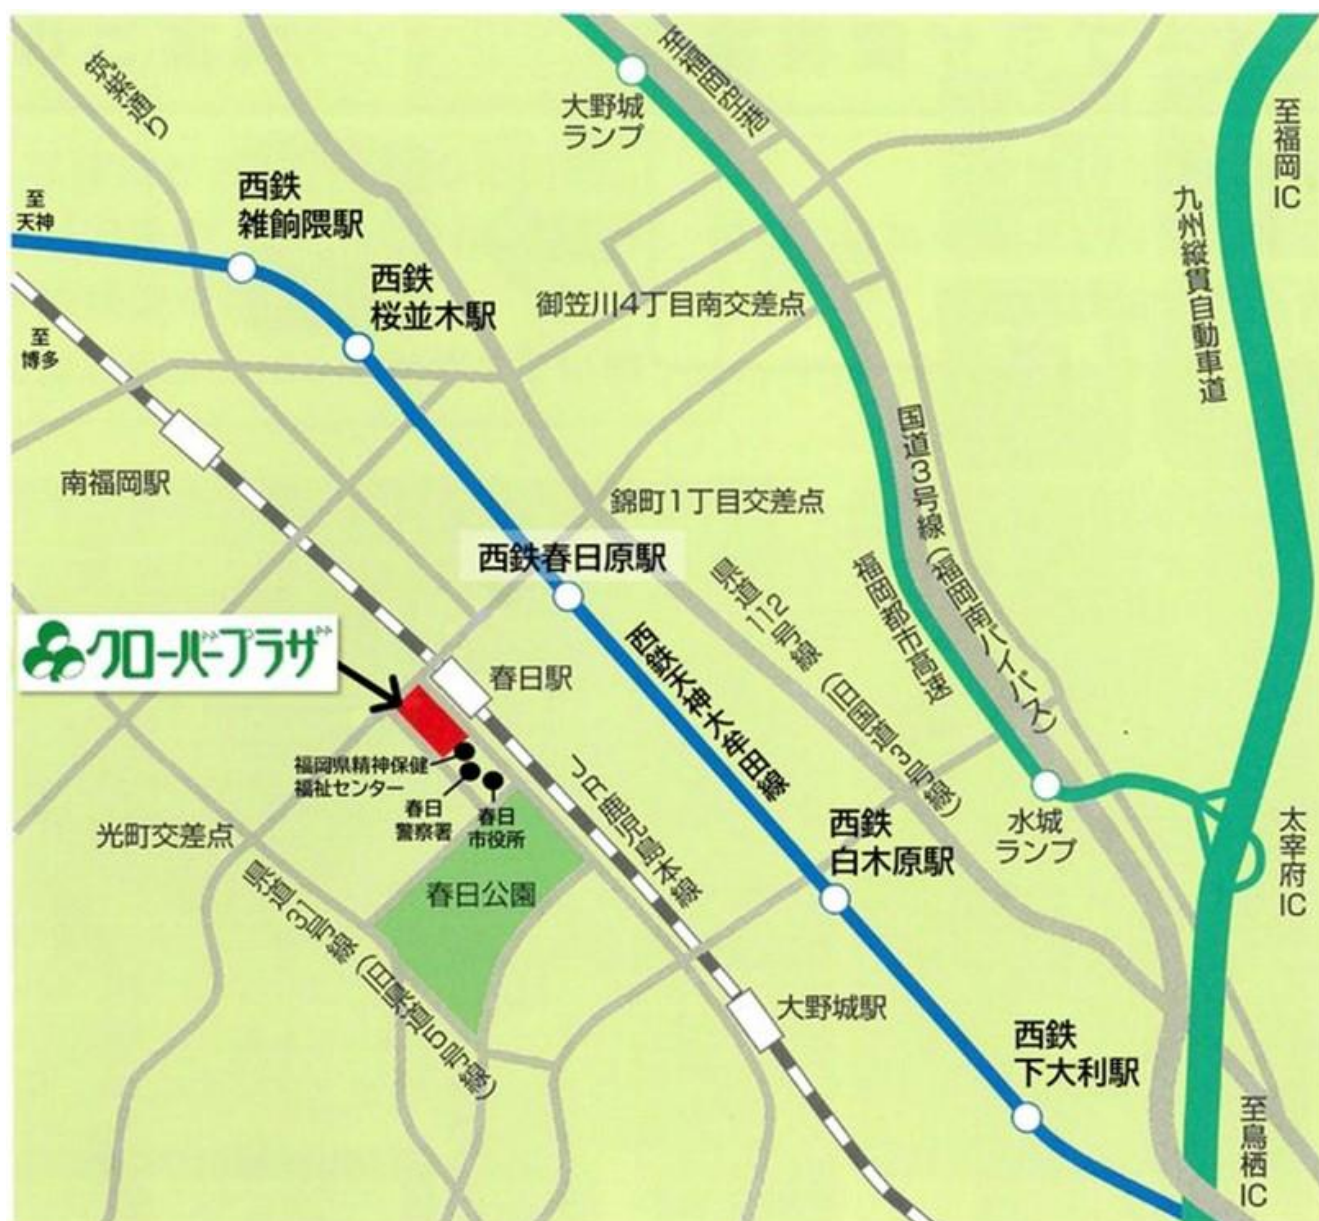 筑紫通り
至福岡空港
大野城
ランプ
至福岡IC
至
天神
西鉄
雑餉隈駅
九州縦貫自動車道
西鉄
桜並木駅
御笠川4丁目南交差点
至
博多
国道3号線(福岡南バイパス)
南福岡駅
錦町1丁目交差点
西鉄春日原駅
県道112号線(旧国道3号線)
福岡都市高速
クローバープラザ
春日駅
西鉄天神大牟田線
福岡県精神保健
福祉センター
JR鹿児島本線
春日
警察署
春日
市役所
光町交差点
水城
ランプ
太宰府IC
西鉄
白木原駅
春日公園
県道31号線(旧県道5号線)
大野城駅
西鉄
下大利駅
至鳥栖IC